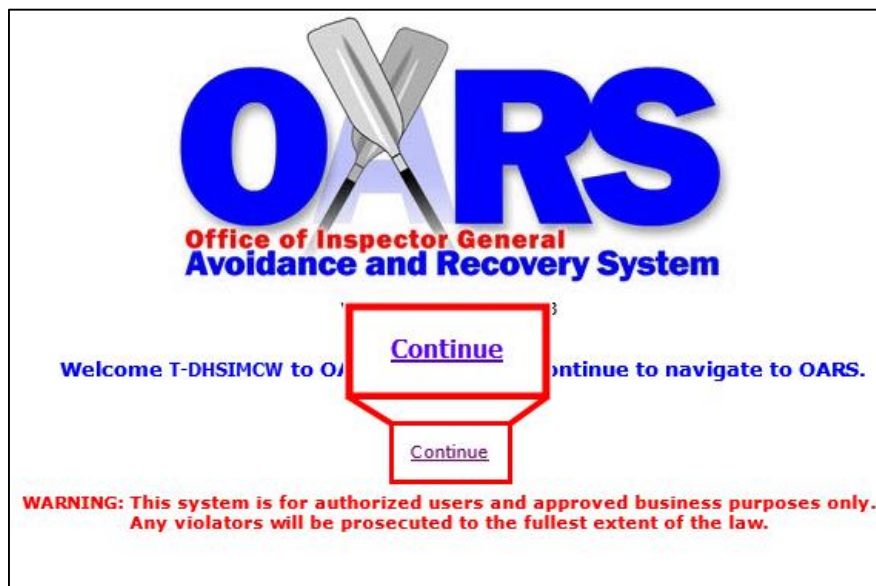 OARS
Office of Inspector General
Avoidance and Recovery System
Continue
Welcome T-DHSIMCW to ontinue to navigate to OARS.
Continue
WARNING: This system is for authorized users and approved business purposes only.
Any violators will be prosecuted to the fullest extent of the law.